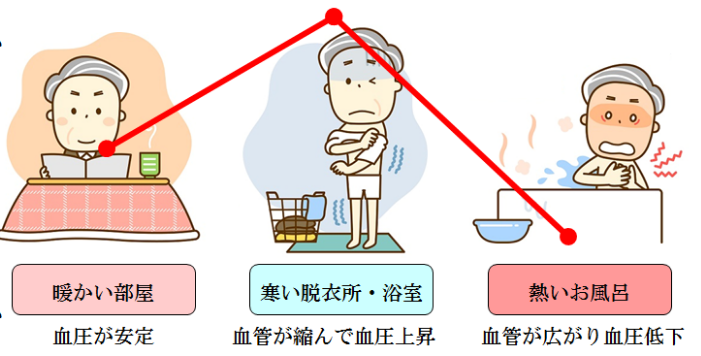 暖かい部屋
寒い脱衣所・浴室
熱いお風呂
血圧が安定
血管が縮んで血圧上昇
血管が広がり血圧低下